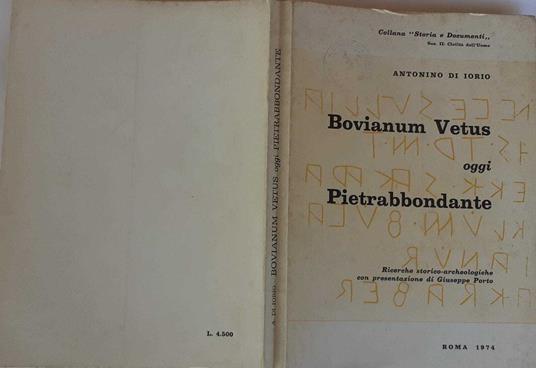 L. 4.500
A. DI IORIO BOVIANUM VETUS oggi PIETRABBONDANTE
Collana "Storia e Documenti„
Sez. II: Civiltà dell'Uomo
ANTONINO DI IORIO
Bovianum Vetus
oggi
Pietrabbondante
Ricerche storico-archeologiche
con presentazione di Giuseppe Porto
ROMA 1974